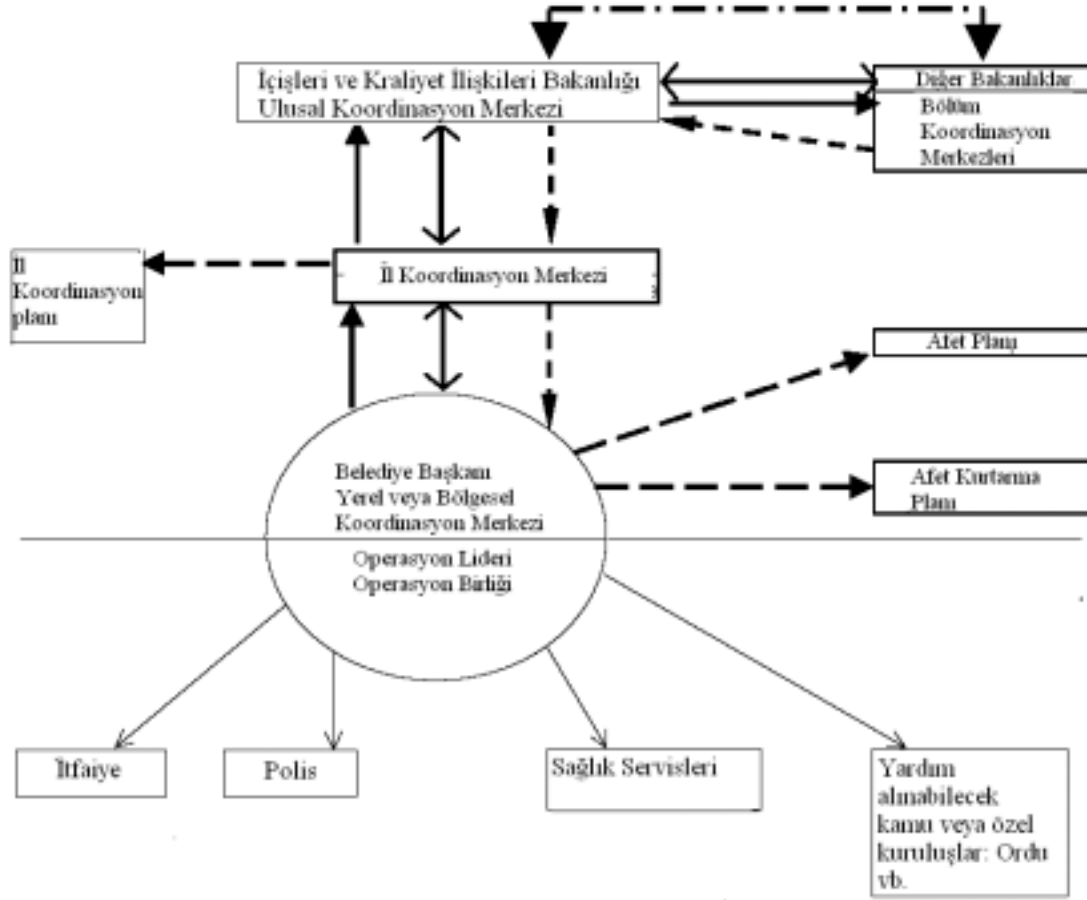 İçişleri ve Kraliyet İlişkileri Bakanlığı
Ulusal Koordinasyon Merkezi
Diğer Bakanlıklar
Bölüm
Koordinasyon
Merkezleri
İl
Koordinasyon
planı
İl Koordinasyon Merkezi
Afet Planı
Belediye Başkanı
Yerel veya Bölgesel
Koordinasyon Merkezi
Afet Kurtarma
Planı
Operasyon Lideri
Operasyon Birliği
İtfaiye
Polis
Sağlık Servisleri
Yardım
alınabilecek
kamu veya özel
kuruluşlar: Ordu
vb.